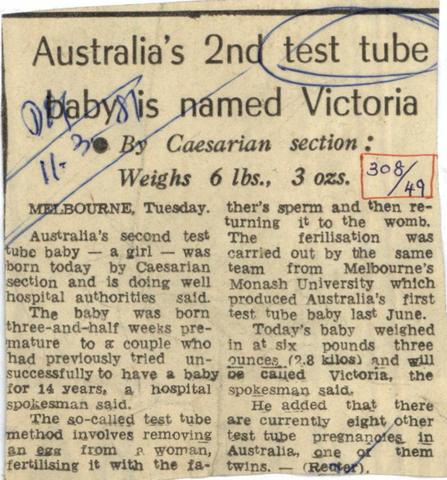 Australia's 2nd test tube
baby is named Victoria
● By Caesarian section:
Weighs 6 lbs., 3 ozs.
11-3-81
308/49
MELBOURNE, Tuesday.
Australia's second test
tube baby — a girl — was
born today by Caesarian
section and is doing well
hospital authorities said.
The baby was born
three-and-half weeks pre-
mature to a couple who
had previously tried un-
successfully to have a baby
for 14 years, a hospital
spokesman said.
The so-called test tube
method involves removing
an egg from a woman,
fertilising it with the fa-
ther's sperm and then re-
turning it to the womb.
The ferilisation was
carried out by the same
team from Melbourne's
Monash University which
produced Australia's first
test tube baby last June.
Today's baby weighed
in at six pounds three
ounces (2.8 kilos) and will
be called Victoria, the
spokesman said.
He added that there
are currently eight other
test tube pregnancies in
Australia, one of them
twins. — (Reuter).